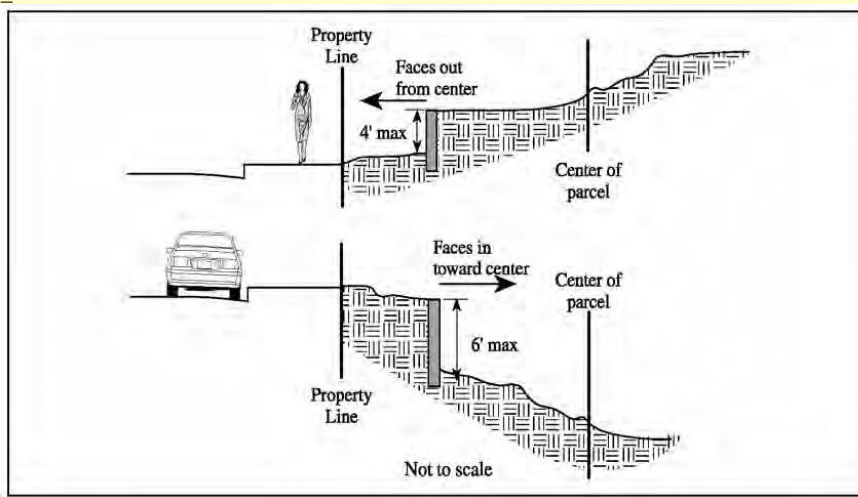 Property
Line
Faces out
from center
4' max
Center of
parcel
Faces in
toward center
Center of
parcel
6' max
Property
Line
Not to scale